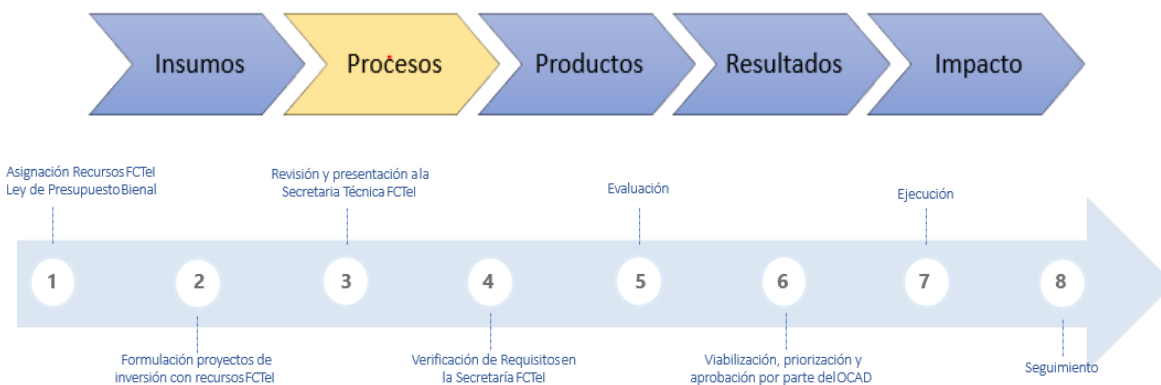 Insumos
Procesos
Productos
Resultados
Impacto
Asignación Recursos FCTeI
Ley de Presupuesto Bienal
Revisión y presentación a la
Secretaria Técnica FCTeI
Evaluación
Ejecución
1
2
3
4
5
6
7
8
Formulación proyectos de
inversión con recursos FCTeI
Verificación de Requisitos en
la Secretaría FCTeI
Viabilización, priorización y
aprobación por parte del OCAD
Seguimiento